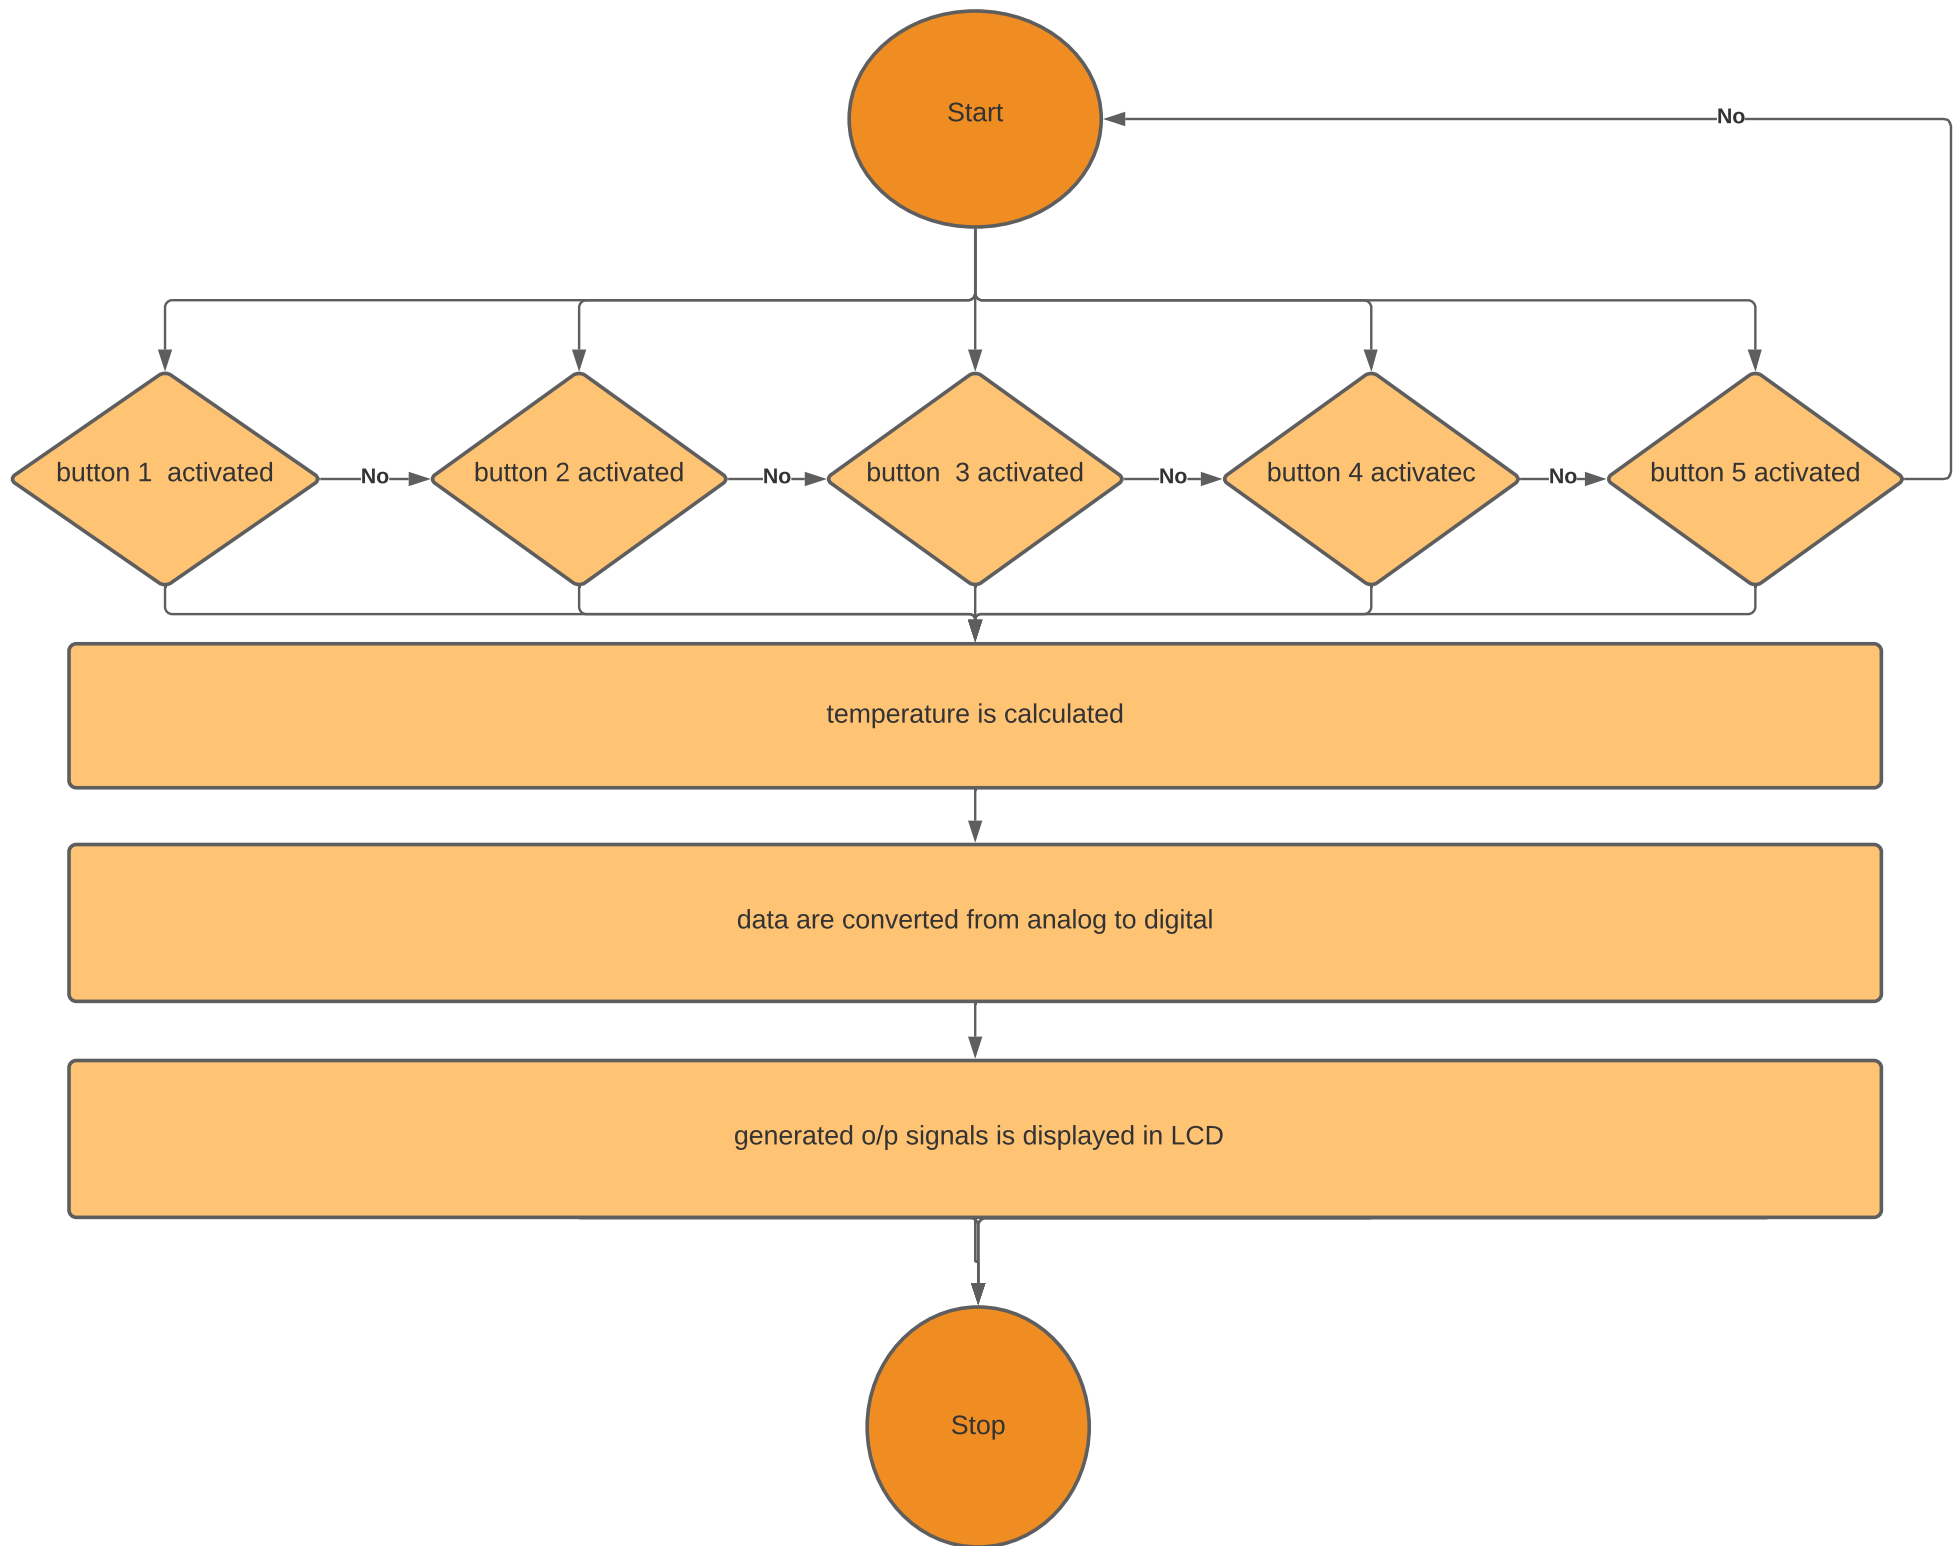 Start
No
button 1  activated
No
button 2 activated
No
button  3 activated
No
button 4 activatec
No
button 5 activated
temperature is calculated
data are converted from analog to digital
generated o/p signals is displayed in LCD
Stop